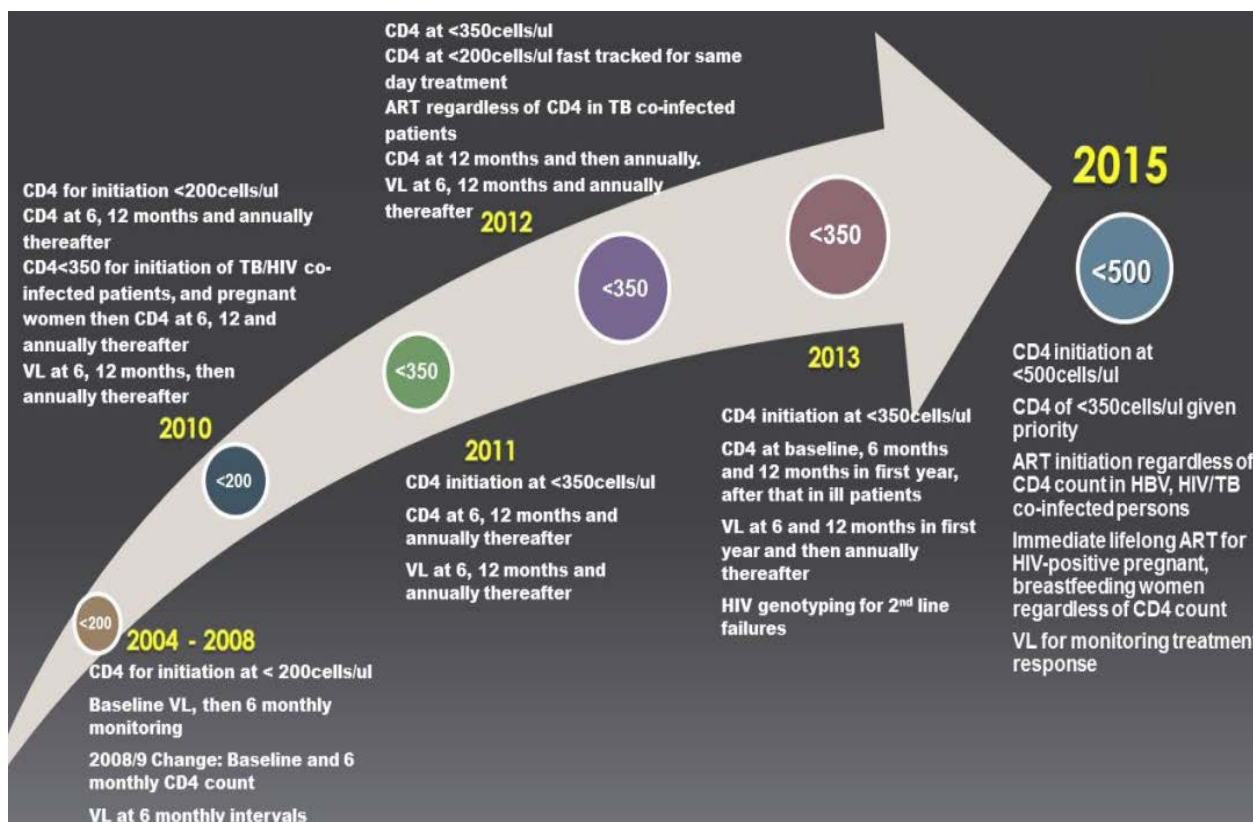 2004 - 2008
<200
CD4 for initiation at < 200cells/ul
Baseline VL, then 6 monthly
monitoring
2008/9 Change: Baseline and 6
monthly CD4 count
VL at 6 monthly intervals
CD4 for initiation <200cells/ul
CD4 at 6, 12 months and annually
thereafter
CD4<350 for initiation of TB/HIV co-
infected patients, and pregnant
women then CD4 at 6, 12 and
annually thereafter
VL at 6, 12 months, then
annually thereafter
2010
<200
<350
2011
CD4 initiation at <350cells/ul
CD4 at 6, 12 months and
annually thereafter
VL at 6, 12 months and
annually thereafter
CD4 at <350cells/ul
CD4 at <200cells/ul fast tracked for same
day treatment
ART regardless of CD4 in TB co-infected
patients
CD4 at 12 months and then annually.
VL at 6, 12 months and annually
thereafter
2012
<350
<350
2013
CD4 initiation at <350cells/ul
CD4 at baseline, 6 months
and 12 months in first year,
after that in ill patients
VL at 6 and 12 months in first
year and then annually
thereafter
HIV genotyping for 2nd line
failures
2015
<500
CD4 initiation at
<500cells/ul
CD4 of <350cells/ul given
priority
ART initiation regardless of
CD4 count in HBV, HIV/TB
co-infected persons
Immediate lifelong ART for
HIV-positive pregnant,
breastfeeding women
regardless of CD4 count
VL for monitoring treatment
response